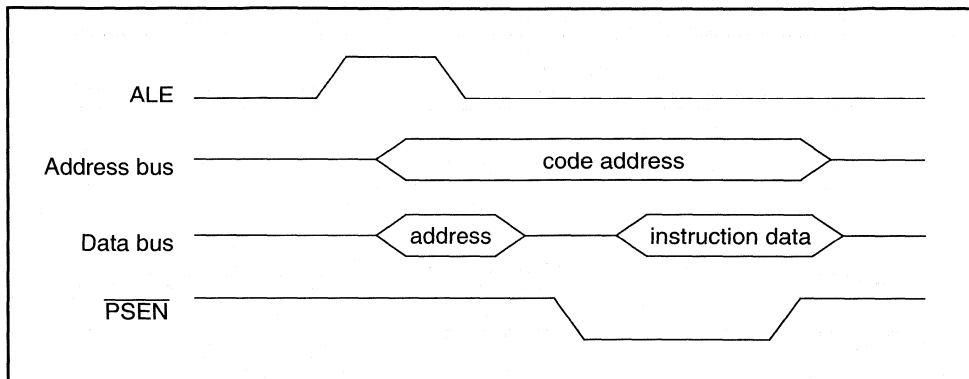 ALE
Address bus
code address
Data bus
address
instruction data
PSEN